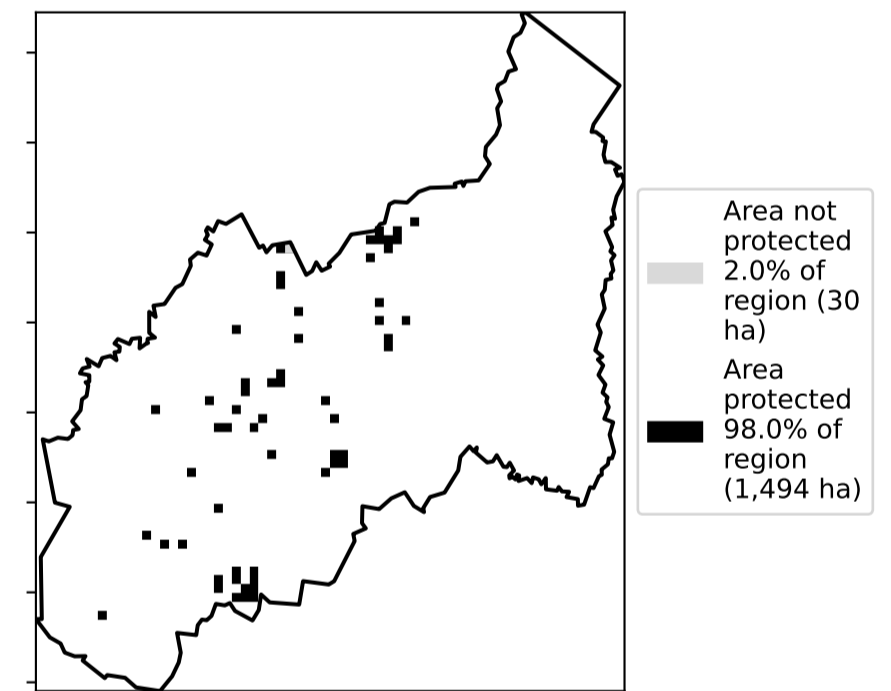 Area not
protected
2.0% of
region (30
ha)
Area
protected
98.0% of
region
(1,494 ha)